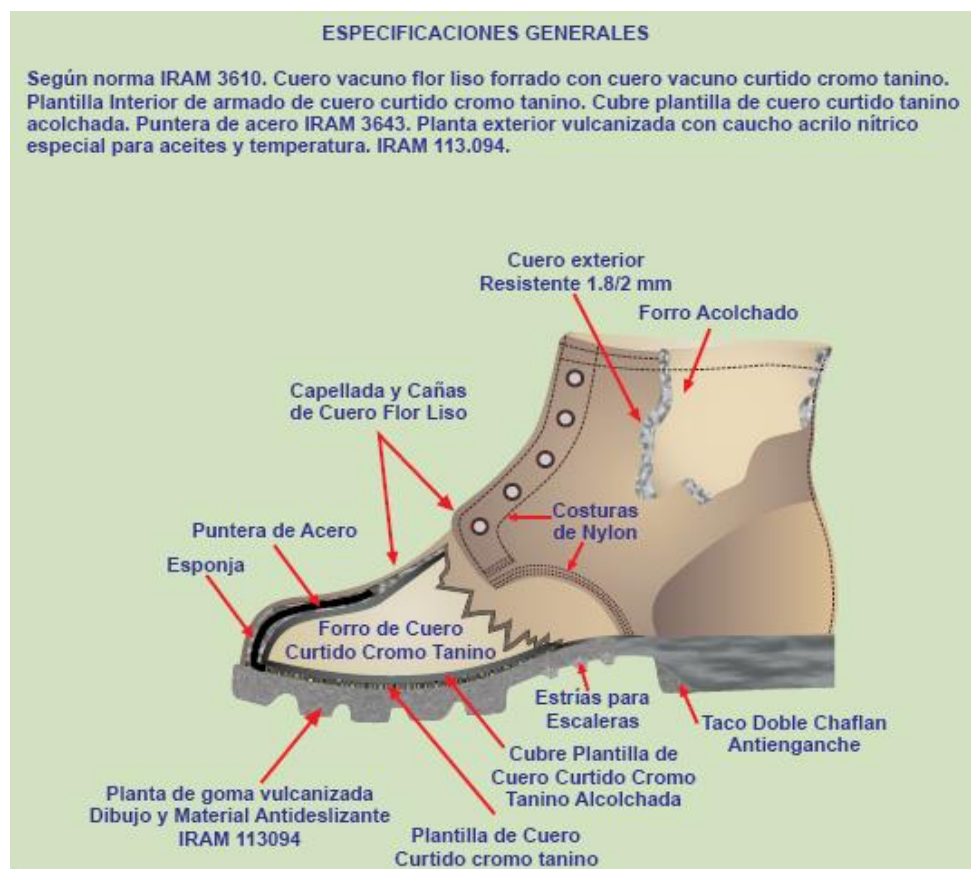 ESPECIFICACIONES GENERALES
Según norma IRAM 3610. Cuero vacuno flor liso forrado con cuero vacuno curtido cromo tanino.
Plantilla Interior de armado de cuero curtido cromo tanino. Cubre plantilla de cuero curtido tanino
acolchada. Puntera de acero IRAM 3643. Planta exterior vulcanizada con caucho acrilo nítrico
especial para aceites y temperatura. IRAM 113.094.
Cuero exterior
Resistente 1.8/2 mm
Forro Acolchado
Capellada y Cañas
de Cuero Flor Liso
Costuras
de Nylon
Puntera de Acero
Esponja
Forro de Cuero
Curtido Cromo Tanino
Estrías para
Escaleras
Taco Doble Chaflan
Antienganche
Cubre Plantilla de
Cuero Curtido Cromo
Tanino Alcolchada
Planta de goma vulcanizada
Dibujo y Material Antideslizante
IRAM 113094
Plantilla de Cuero
Curtido cromo tanino